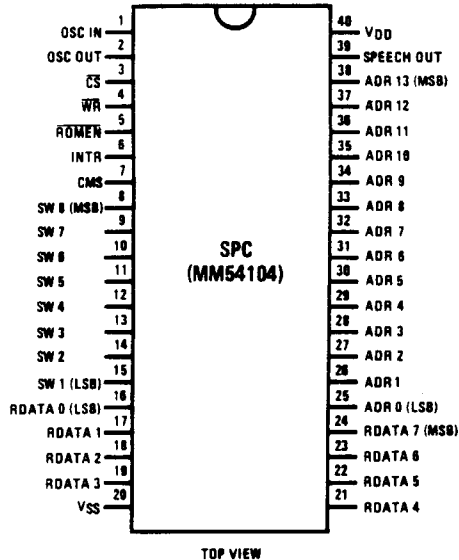 1 OSC IN
2 OSC OUT
3 CS
4 WR
5 ROMEN
6 INTR
7 CMS
8 SW 8 (MSB)
9 SW 7
10 SW 6
11 SW 5
12 SW 4
13 SW 3
14 SW 2
15 SW 1 (LSB)
16 RDATA 0 (LSB)
17 RDATA 1
18 RDATA 2
19 RDATA 3
20 VSS
SPC
(MM54104)
40 VDD
39 SPEECH OUT
38 ADR 13 (MSB)
37 ADR 12
36 ADR 11
35 ADR 10
34 ADR 9
33 ADR 8
32 ADR 7
31 ADR 6
30 ADR 5
29 ADR 4
28 ADR 3
27 ADR 2
26 ADR 1
25 ADR 0 (LSB)
24 RDATA 7 (MSB)
23 RDATA 6
22 RDATA 5
21 RDATA 4
TOP VIEW